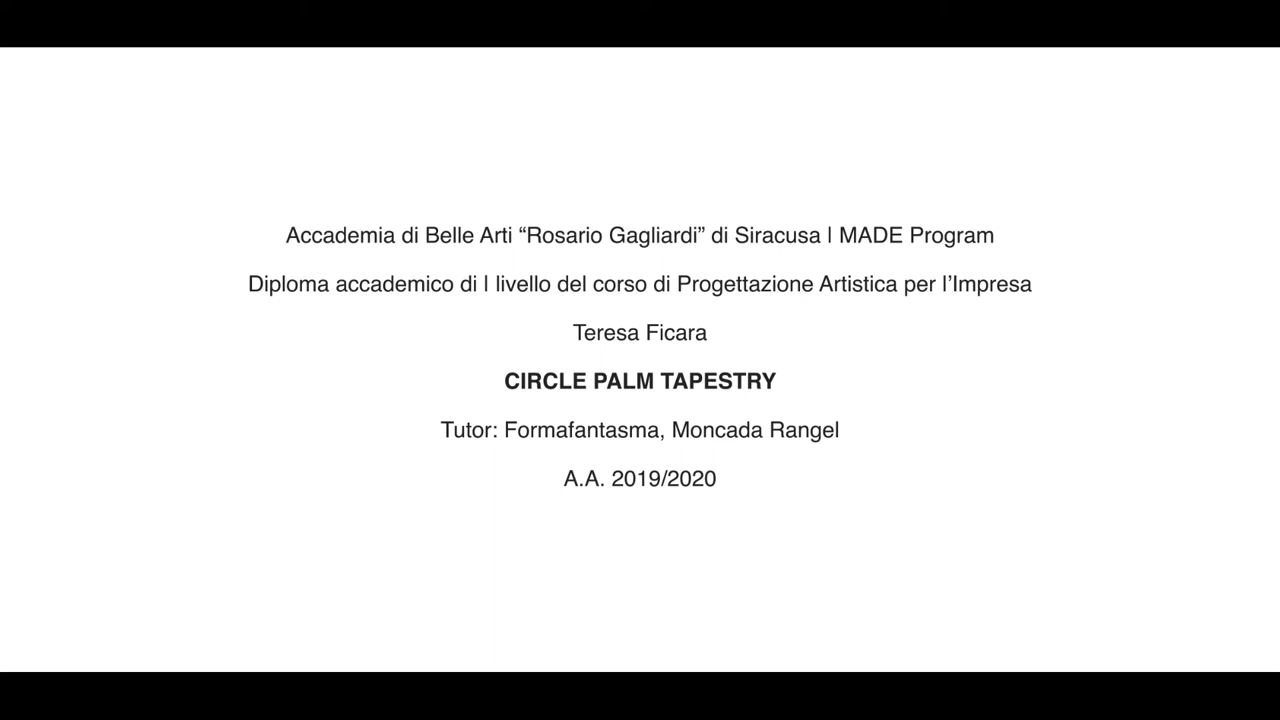 Accademia di Belle Arti “Rosario Gagliardi” di Siracusa | MADE Program
Diploma accademico di I livello del corso di Progettazione Artistica per l’Impresa
Teresa Ficara
CIRCLE PALM TAPESTRY
Tutor: Formafantasma, Moncada Rangel
A.A. 2019/2020